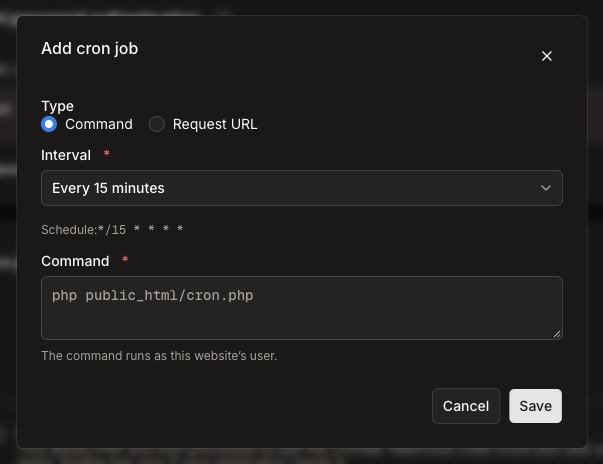 Add cron job
Type
Command Request URL
Interval *
Every 15 minutes
Schedule:*/15 * * * *
Command *
php public_html/cron.php
The command runs as this website's user.
Cancel Save